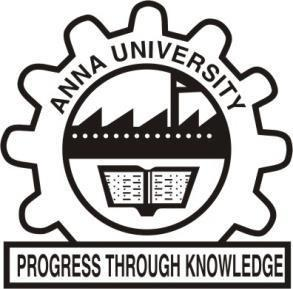 ANNA UNIVERSITY
PROGRESS THROUGH KNOWLEDGE